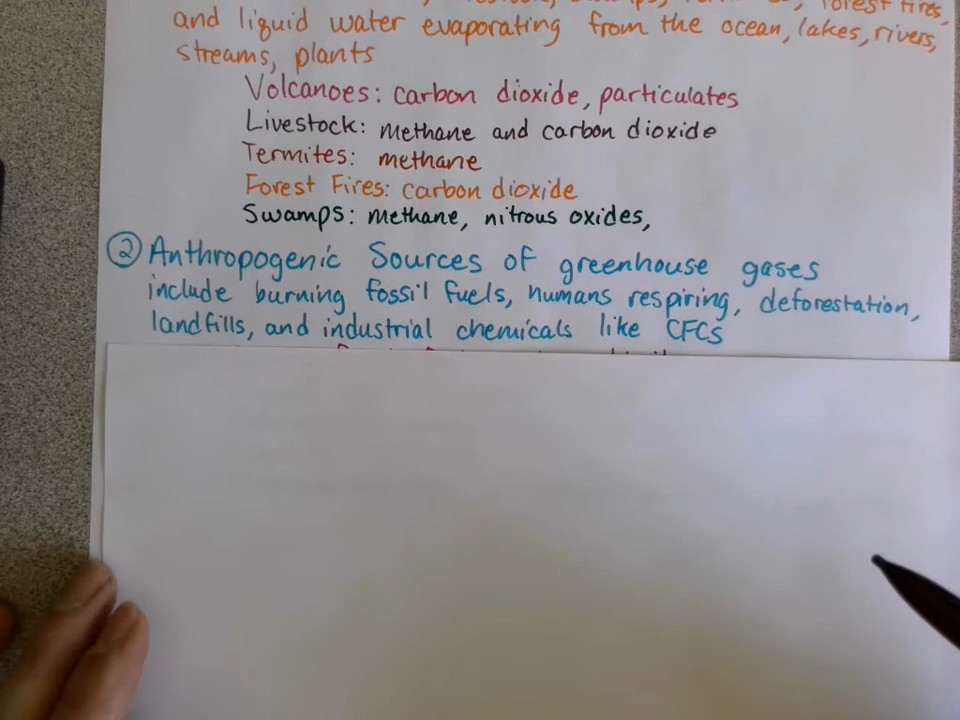 forest fires,
and liquid water evaporating from the ocean, lakes, rivers,
streams, plants
Volcanoes: carbon dioxide, particulates
Livestock: methane and carbon dioxide
Termites: methane
Forest Fires: carbon dioxide
Swamps: methane, nitrous oxides,
② Anthropogenic Sources of greenhouse gases
include burning fossil fuels, humans respiring, deforestation,
landfills, and industrial chemicals like CFCS